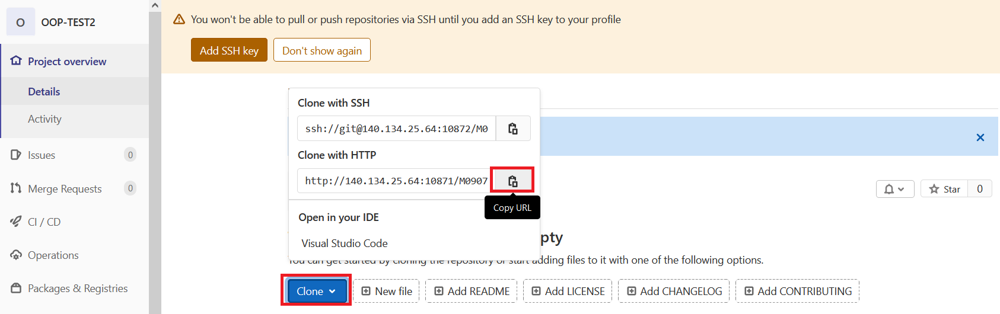 O OOP-TEST2
Project overview
Details
Activity
Issues 0
Merge Requests 0
CI / CD
Operations
Packages & Registries
You won't be able to pull or push repositories via SSH until you add an SSH key to your profile
Add SSH key Don't show again
Clone with SSH
ssh://git@140.134.25.64:10872/M0
Clone with HTTP
http://140.134.25.64:10871/M0907
Copy URL
Open in your IDE
Visual Studio Code
Star 0
pty
You can get started by cloning the repository or start adding files to it with one of the following options.
Clone New file Add README Add LICENSE Add CHANGELOG Add CONTRIBUTING